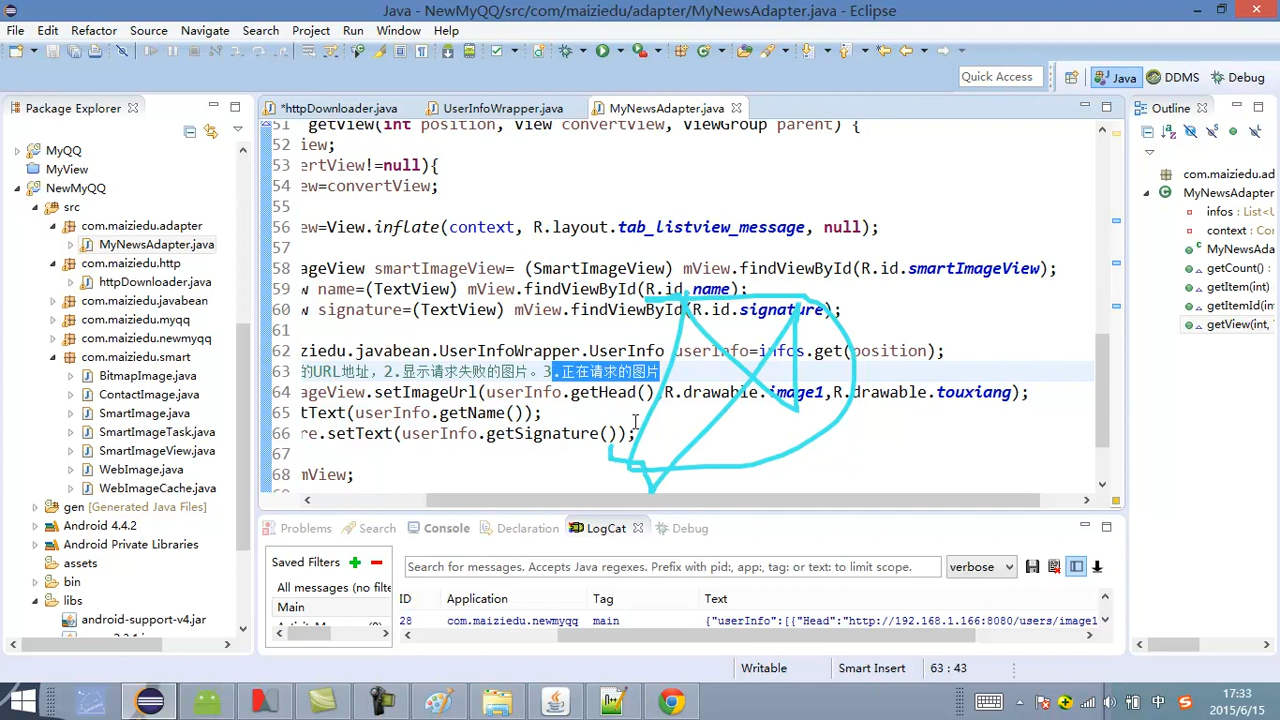 Java - NewMyQQ/src/com/maiziedu/adapter/MyNewsAdapter.java - Eclipse
File Edit Refactor Source Navigate Search Project Run Window Help
Quick Access Java DDMS Debug
Package Explorer
MyQQ
MyView
NewMyQQ
src
com.maiziedu.adapter
MyNewsAdapter.java
com.maiziedu.http
httpDownloader.java
com.maiziedu.javabean
com.maiziedu.myqq
com.maiziedu.newmyqq
com.maiziedu.smart
BitmapImage.java
ContactImage.java
SmartImage.java
SmartImageTask.java
SmartImageView.java
WebImage.java
WebImageCache.java
gen [Generated Java Files]
Android 4.4.2
Android Private Libraries
assets
bin
libs
android-support-v4.jar
*httpDownloader.java UserInfoWrapper.java MyNewsAdapter.java
51 getView(int position, View convertView, ViewGroup parent) {
52 iew;
53 ertView!=null){
54 ew=convertView;
55
56 ew=View.inflate(context, R.layout.tab_listview_message, null);
57
58 ageView smartImageView= (SmartImageView) mView.findViewById(R.id.smartImageView);
59 w name=(TextView) mView.findViewById(R.id.name);
60 w signature=(TextView) mView.findViewById(R.id.signature);
61
62 ziedu.javabean.UserInfoWrapper.UserInfo userInfo=infos.get(position);
63 的URL地址，2.显示请求失败的图片。3.正在请求的图片
64 ageView.setImageUrl(userInfo.getHead(),R.drawable.image1,R.drawable.touxiang);
65 tText(userInfo.getName());
66 re.setText(userInfo.getSignature());
67
68 mView;
Outline
com.maiziedu.ad
MyNewsAdapter
infos : List<U
context : Con
MyNewsAda
getCount() :
getItem(int)
getItemId(int
getView(int,
Problems Search Console Declaration LogCat Debug
Saved Filters
All messages (no filte
Main
Search for messages. Accepts Java regexes. Prefix with pid:, app:, tag: or text: to limit scope. verbose
ID Application Tag Text
28 com.maiziedu.newmyqq main {"userInfo":[{"Head":"http://192.168.1.166:8080/users/image1
Writable Smart Insert 63 : 43
中
17:33
2015/6/15